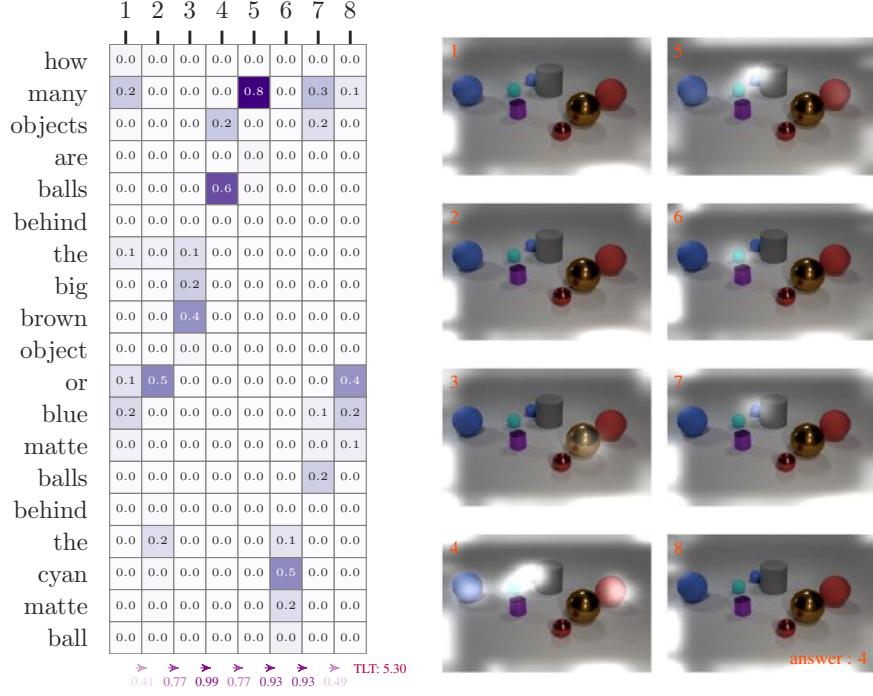 1 2 3 4 5 6 7 8
how 0.0 0.0 0.0 0.0 0.0 0.0 0.0 0.0
many 0.2 0.0 0.0 0.0 0.8 0.0 0.3 0.1
objects 0.0 0.0 0.0 0.2 0.0 0.0 0.2 0.0
are 0.0 0.0 0.0 0.0 0.0 0.0 0.0 0.0
balls 0.0 0.0 0.0 0.6 0.0 0.0 0.0 0.0
behind 0.0 0.0 0.0 0.0 0.0 0.0 0.0 0.0
the 0.1 0.0 0.1 0.0 0.0 0.0 0.0 0.0
big 0.0 0.0 0.2 0.0 0.0 0.0 0.0 0.0
brown 0.0 0.0 0.4 0.0 0.0 0.0 0.0 0.0
object 0.0 0.0 0.0 0.0 0.0 0.0 0.0 0.0
or 0.1 0.5 0.0 0.0 0.0 0.0 0.0 0.4
blue 0.2 0.0 0.0 0.0 0.0 0.0 0.1 0.2
matte 0.0 0.0 0.0 0.0 0.0 0.0 0.0 0.1
balls 0.0 0.0 0.0 0.0 0.0 0.0 0.2 0.0
behind 0.0 0.0 0.0 0.0 0.0 0.0 0.0 0.0
the 0.0 0.2 0.0 0.0 0.0 0.1 0.0 0.0
cyan 0.0 0.0 0.0 0.0 0.0 0.5 0.0 0.0
matte 0.0 0.0 0.0 0.0 0.0 0.2 0.0 0.0
ball 0.0 0.0 0.0 0.0 0.0 0.0 0.0 0.0
TLT: 5.30
0.41 0.77 0.99 0.77 0.93 0.93 0.49
1 5
2 6
3 7
4 8
answer : 4